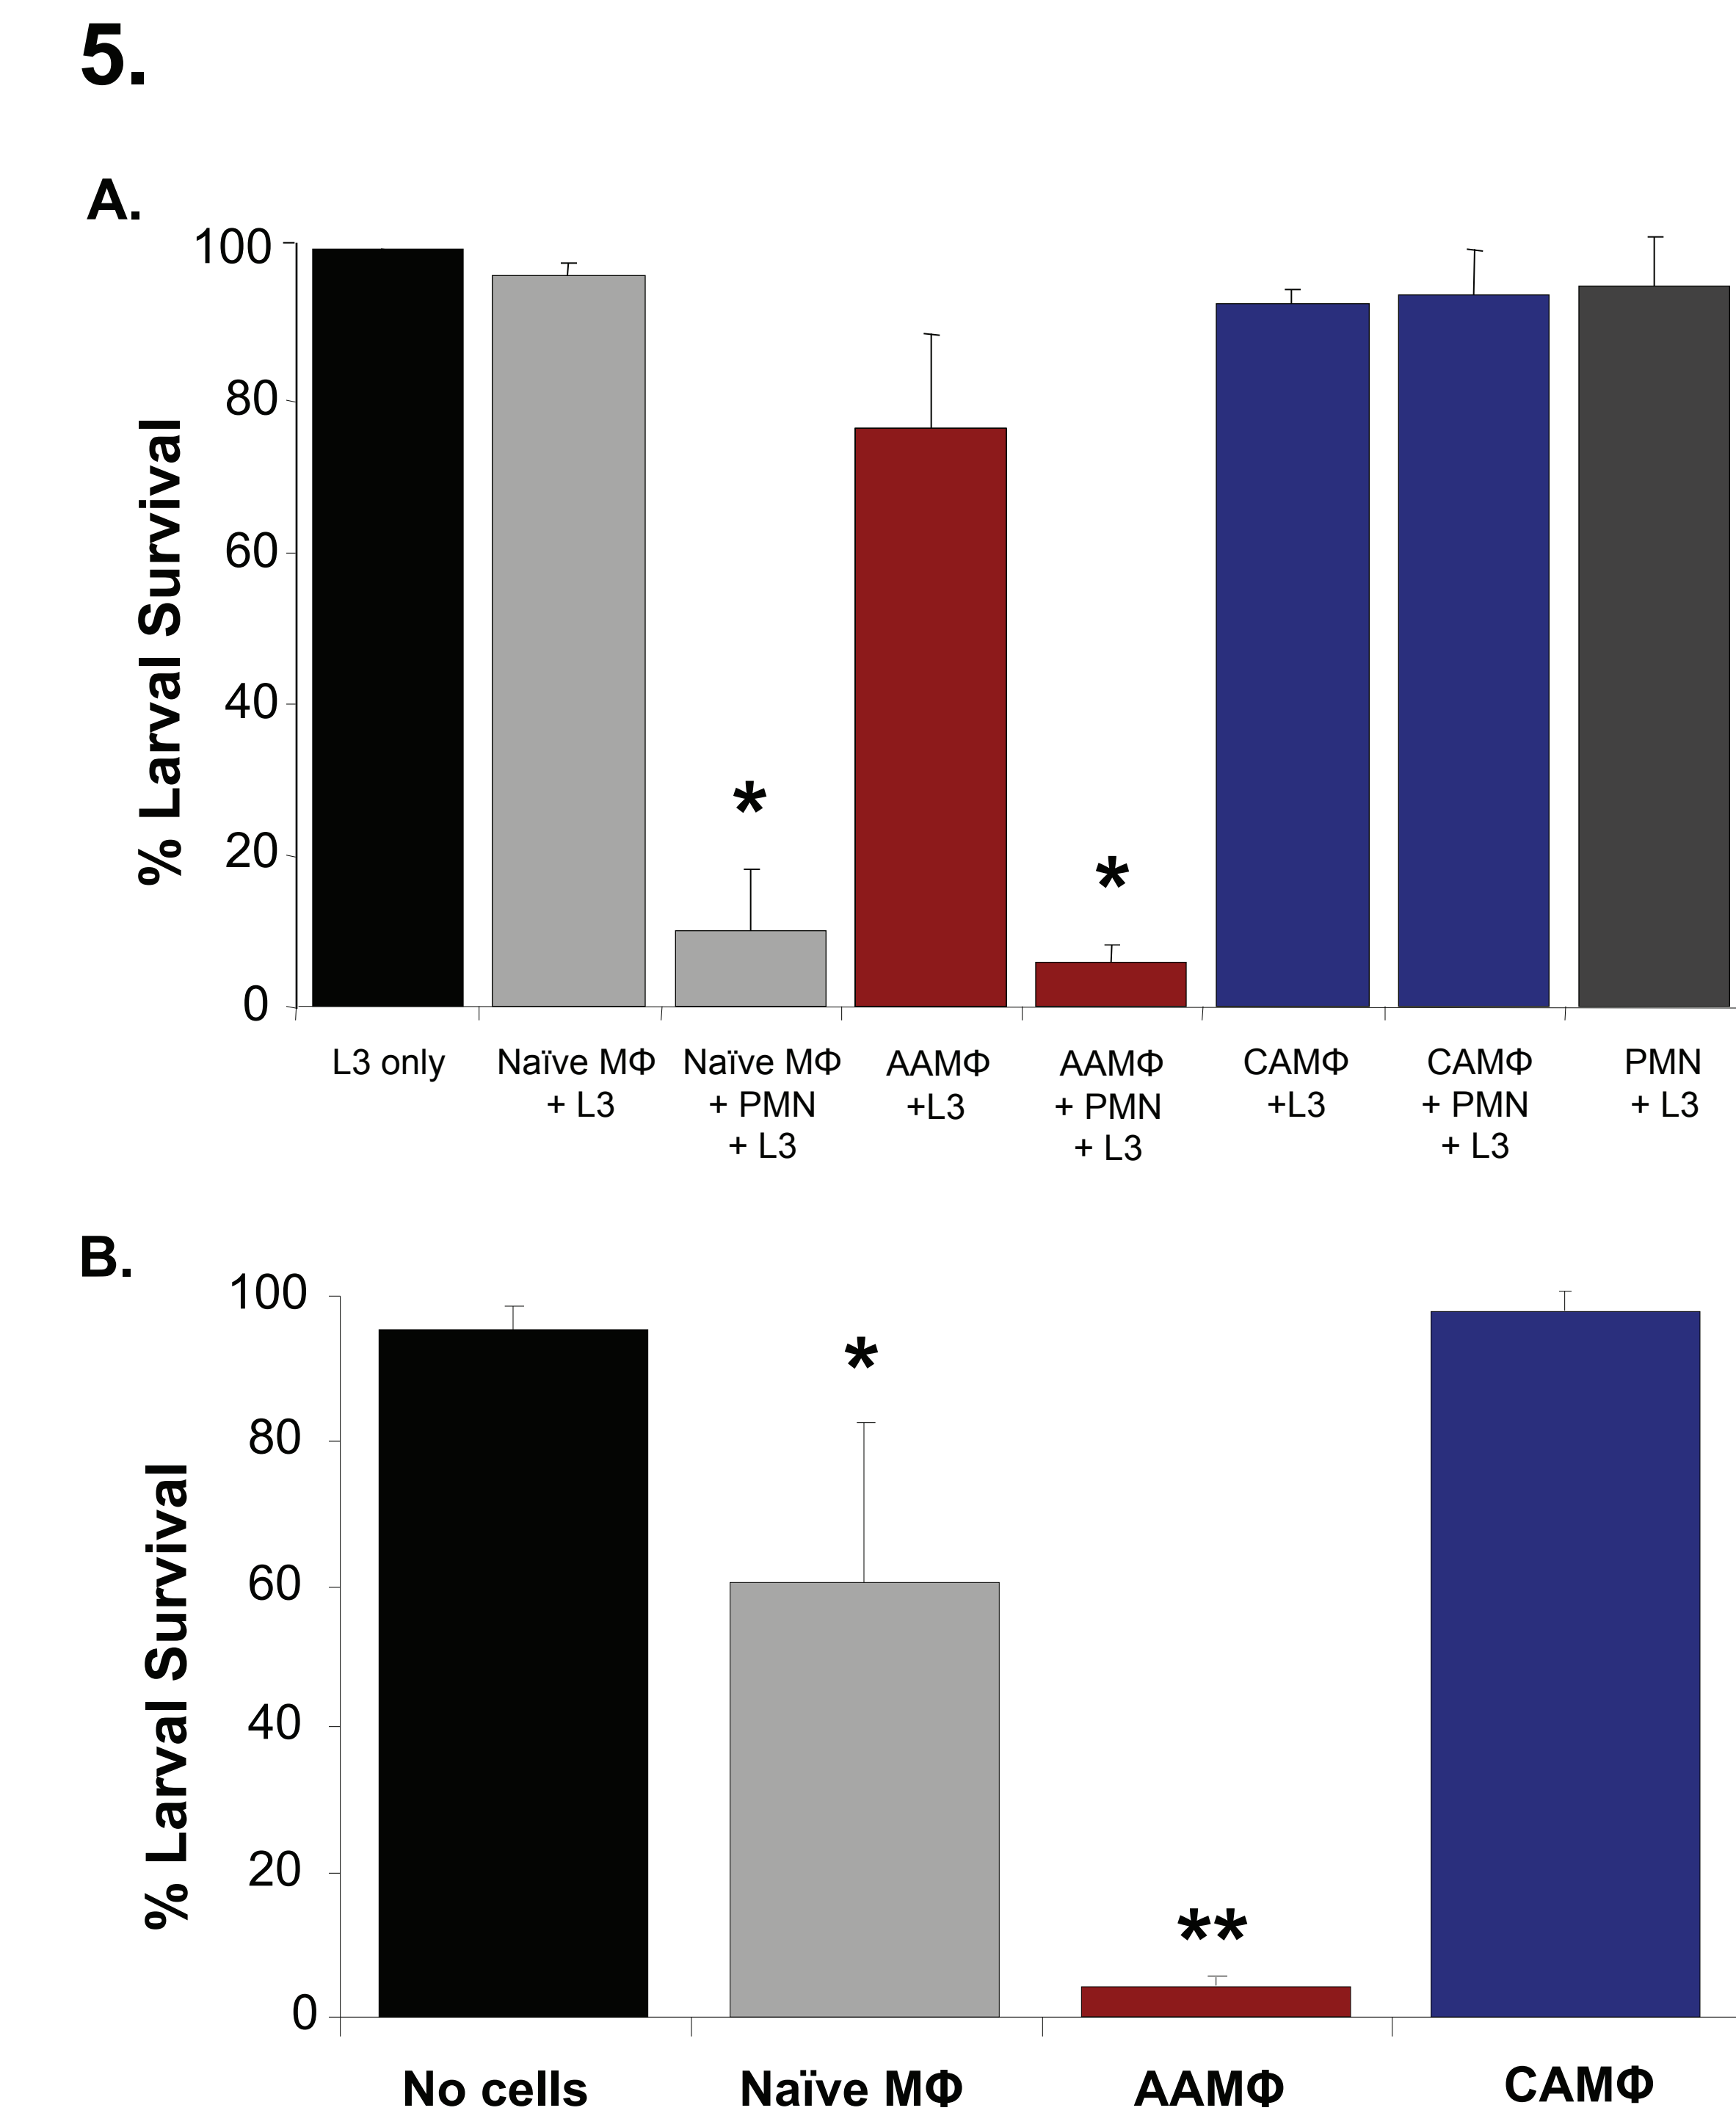 5.
A.
% Larval Survival
100
80
60
40
20
0
*
*
L3 only
Naïve MΦ
+ L3
Naïve MΦ
+ PMN
+ L3
AAMΦ
+L3
AAMΦ
+ PMN
+ L3
CAMΦ
+L3
CAMΦ
+ PMN
+ L3
PMN
+ L3
B.
% Larval Survival
100
80
60
40
20
0
*
**
No cells
Naïve MΦ
AAMΦ
CAMΦ